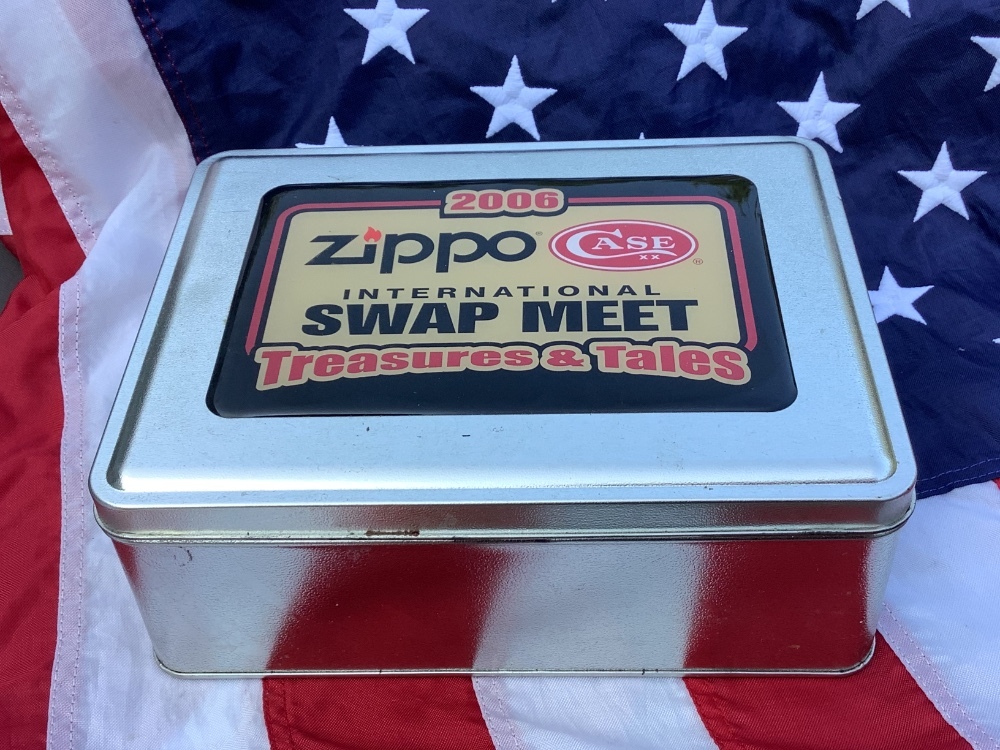 2006
Zippo CASE XX ®
INTERNATIONAL
SWAP MEET
Treasures & Tales